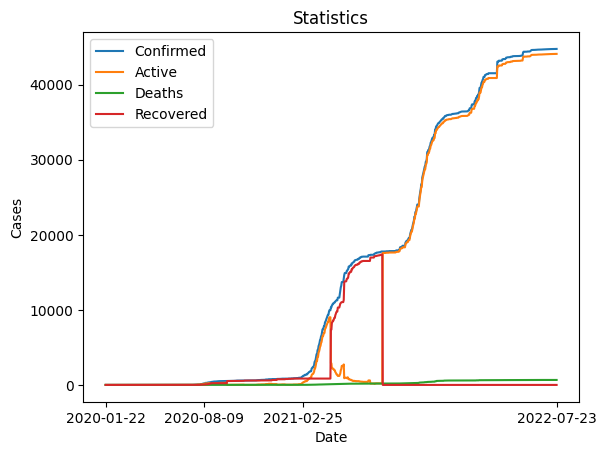 Statistics
Confirmed
Active
Deaths
Recovered
Cases
40000
30000
20000
10000
0
2020-01-22
2020-08-09
2021-02-25
2022-07-23
Date